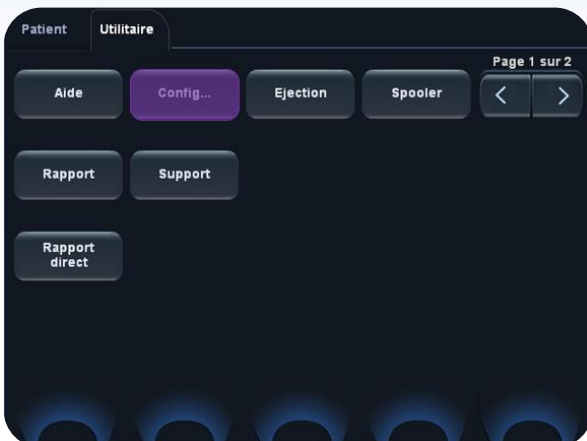 Patient Utilitaire
Page 1 sur 2
Aide Config... Ejection Spooler
Rapport Support
Rapport
direct